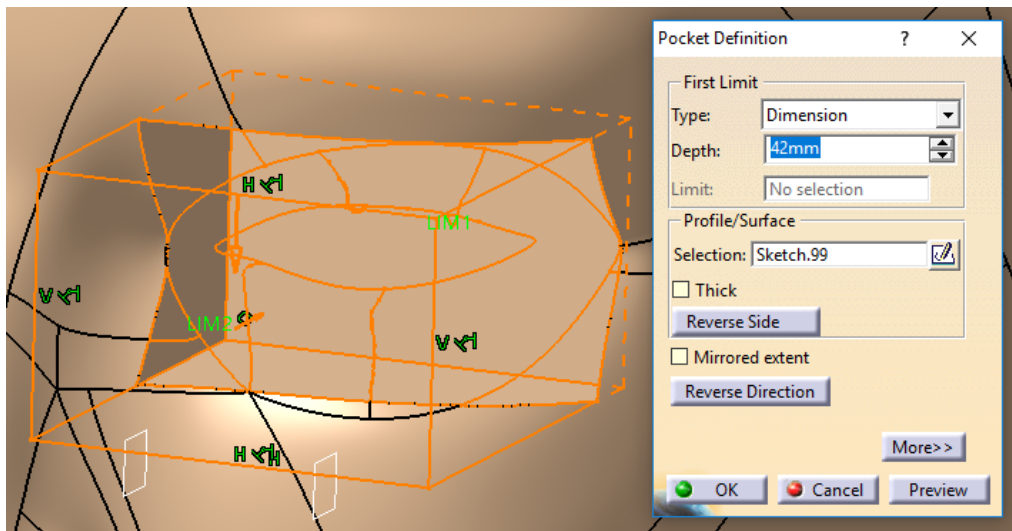 Pocket Definition ? ×
First Limit
Type: Dimension
Depth: 42mm
Limit: No selection
Profile/Surface
Selection: Sketch.99
Thick
Reverse Side
Mirrored extent
Reverse Direction
More>>
OK Cancel Preview
H
LIM1
V
LIM2
V
H H